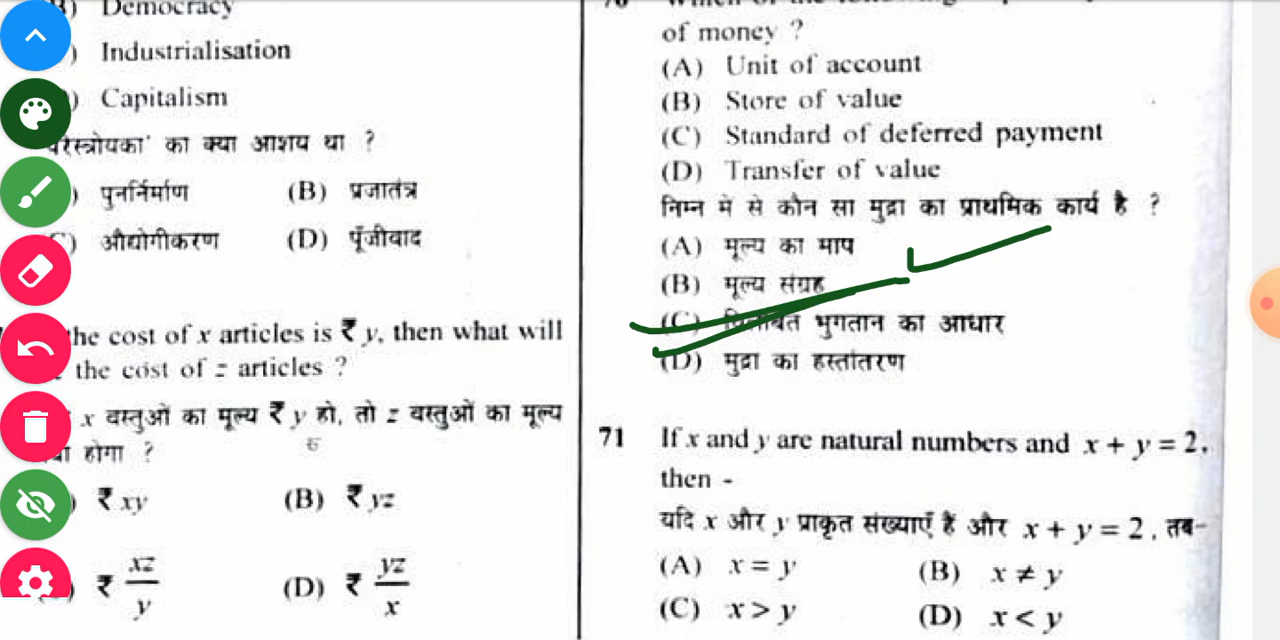 ) Democracy
) Industrialisation
) Capitalism
का क्या आशय था ?
) पुनर्निर्माण (B) प्रजातंत्र
) औद्योगीकरण (D) पूँजीवाद
the cost of x articles is ₹ y, then what will
the cost of z articles ?
x वस्तुओं का मूल्य ₹ y हो, तो z वस्तुओं का मूल्य
होगा ?
) ₹ xy (B) ₹ yz
) ₹ xz/y (D) ₹ yz/x
of money ?
(A) Unit of account
(B) Store of value
(C) Standard of deferred payment
(D) Transfer of value
निम्न में से कौन सा मुद्रा का प्राथमिक कार्य है ?
(A) मूल्य का माप
(B) मूल्य संग्रह
(C) भुगतान का आधार
(D) मुद्रा का हस्तांतरण
71 If x and y are natural numbers and x + y = 2,
then -
यदि x और y प्राकृत संख्याएँ हैं और x + y = 2, तब-
(A) x = y (B) x ≠ y
(C) x > y (D) x < y